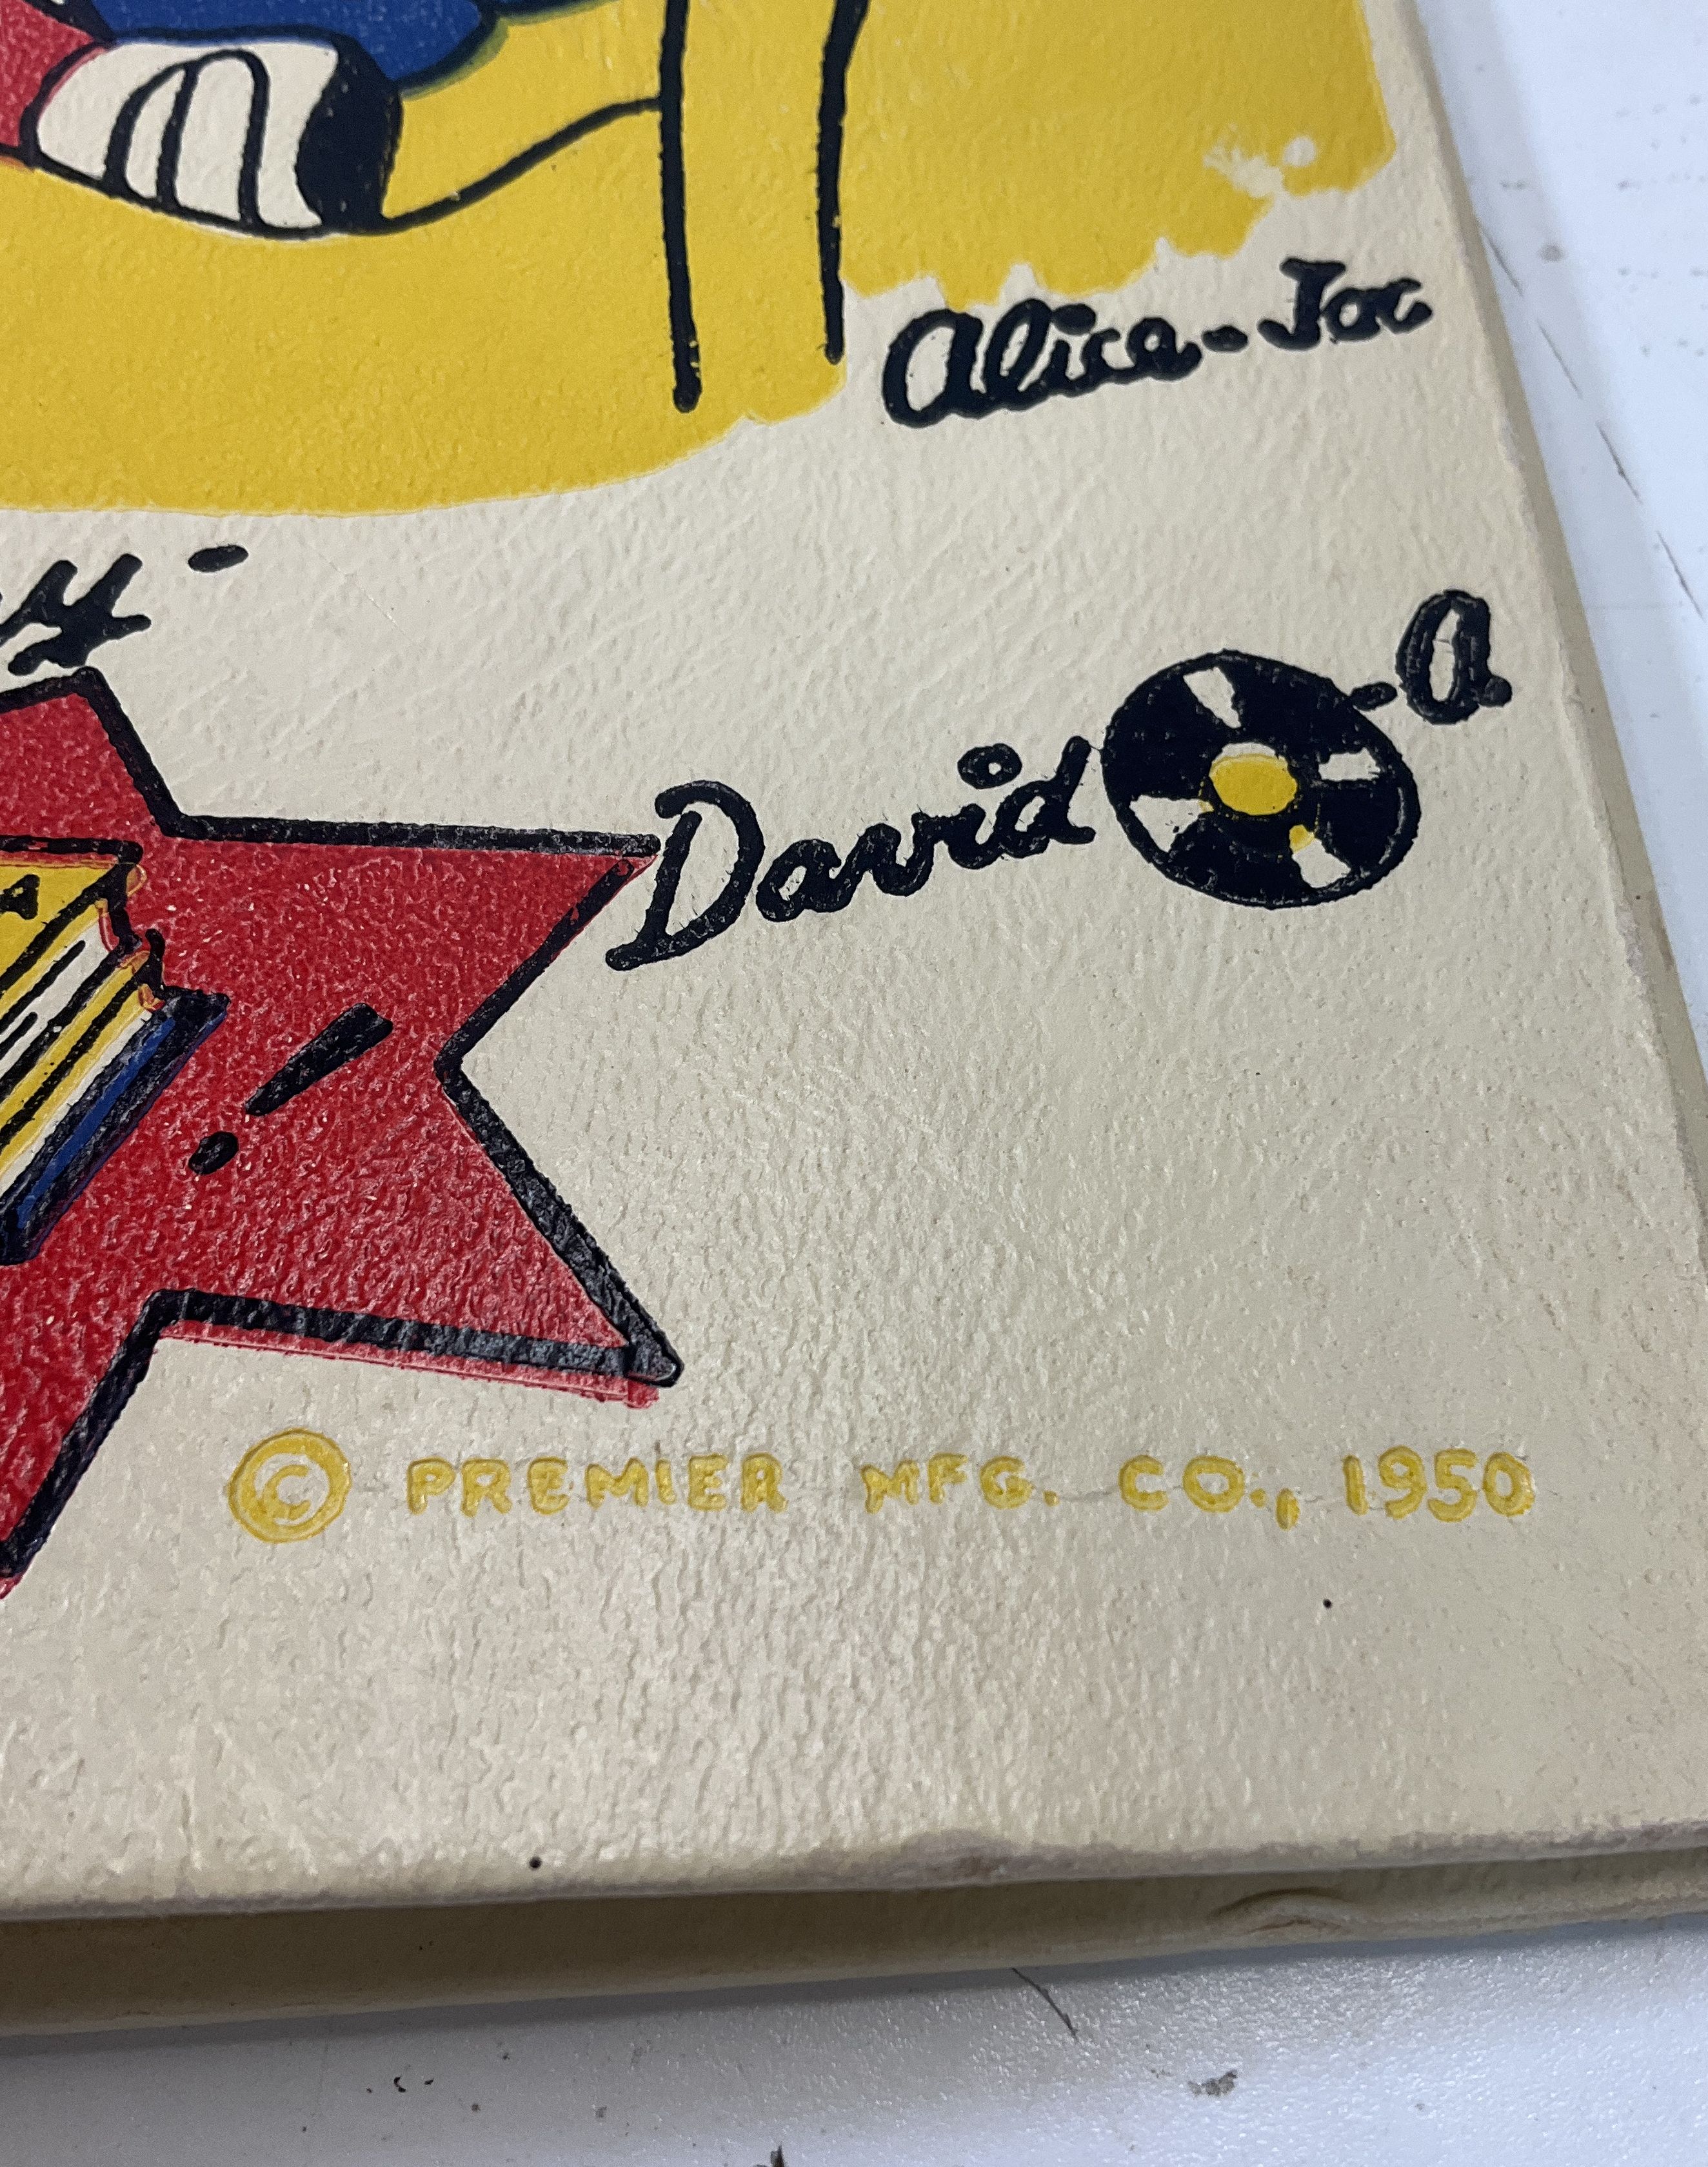 Alice-Joe
David -A.
© PREMIER MFG. CO., 1950